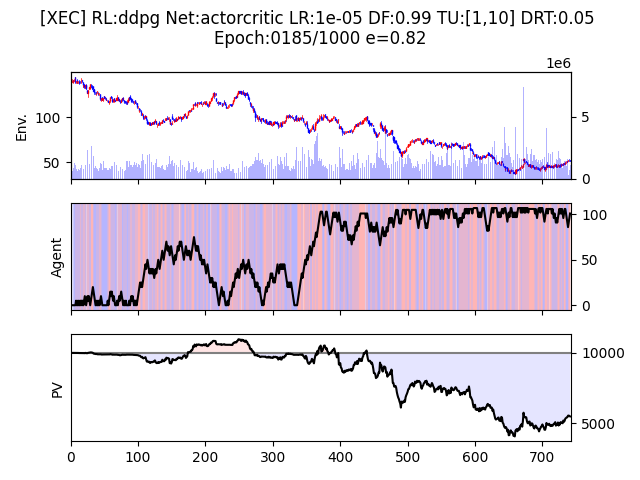 [XEC] RL:ddpg Net:actorcritic LR:1e-05 DF:0.99 TU:[1,10] DRT:0.05
Epoch:0185/1000 e=0.82
1e6
Env.
100
50
5
0
Agent
100
50
0
PV
10000
5000
0 100 200 300 400 500 600 700